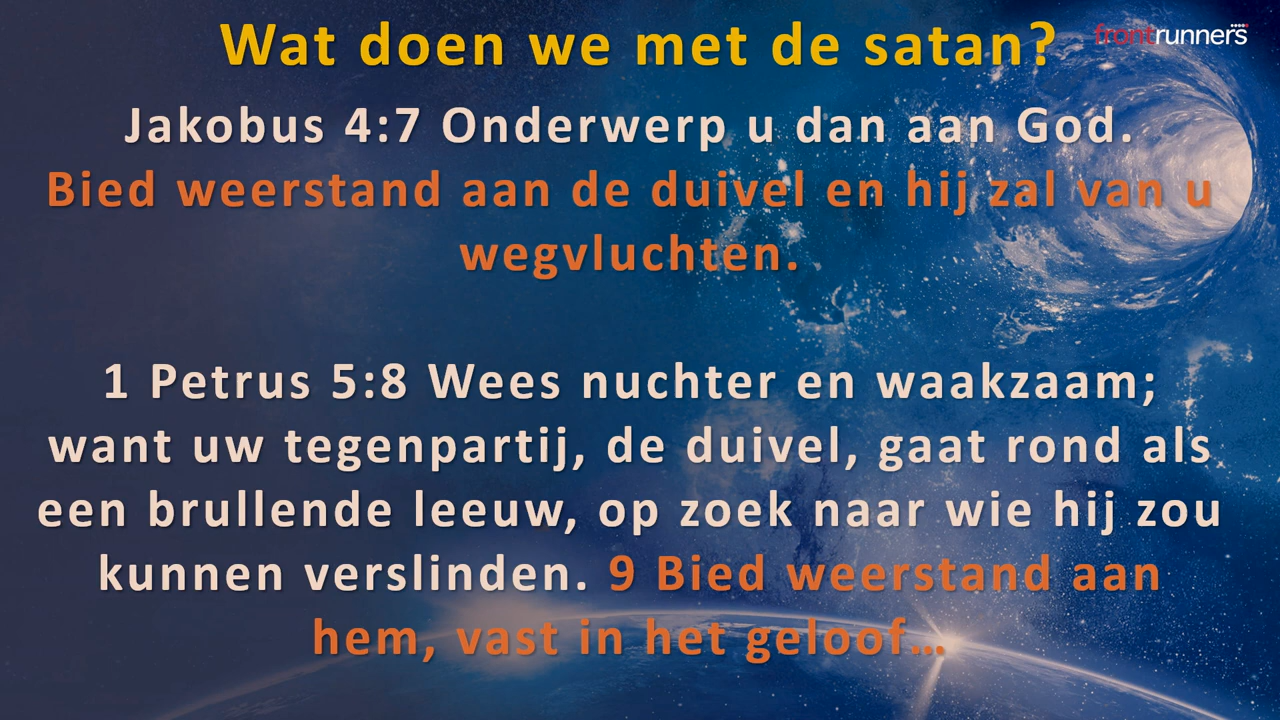 Wat doen we met de satan?
frontrunners
Jakobus 4:7 Onderwerp u dan aan God.
Bied weerstand aan de duivel en hij zal van u
wegvluchten.
1 Petrus 5:8 Wees nuchter en waakzaam;
want uw tegenpartij, de duivel, gaat rond als
een brullende leeuw, op zoek naar wie hij zou
kunnen verslinden. 9 Bied weerstand aan
hem, vast in het geloof…